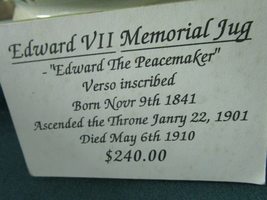 Edward VII Memorial Jug
- "Edward The Peacemaker"
Verso inscribed
Born Novr 9th 1841
Ascended the Throne Janry 22, 1901
Died May 6th 1910
$240.00